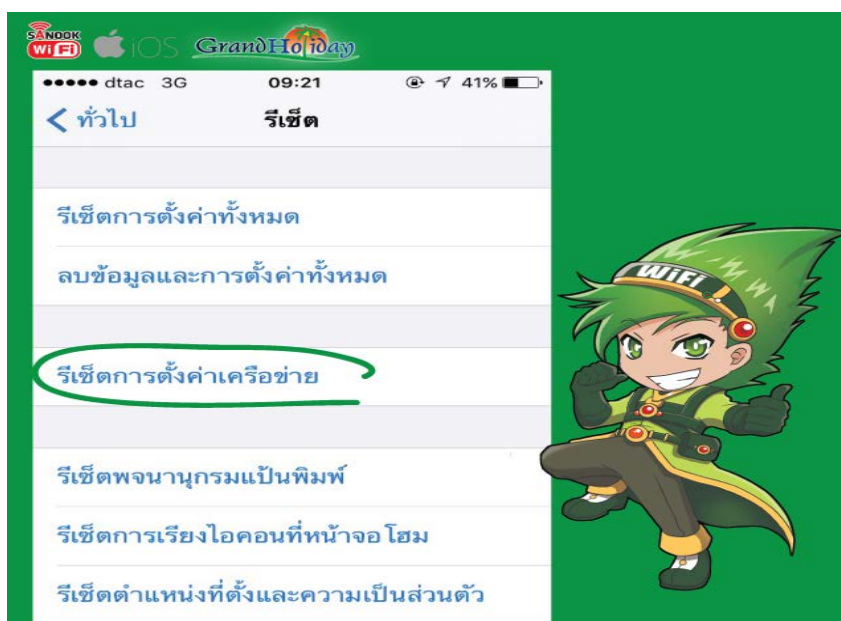 SANOOK
WiFi
iOS GrandHoliday
dtac 3G 09:21 41%
ทั่วไป รีเซ็ต
รีเซ็ตการตั้งค่าทั้งหมด
ลบข้อมูลและการตั้งค่าทั้งหมด
รีเซ็ตการตั้งค่าเครือข่าย
รีเซ็ตพจนานุกรมแป้นพิมพ์
รีเซ็ตการเรียงไอคอนที่หน้าจอโฮม
รีเซ็ตตำแหน่งที่ตั้งและความเป็นส่วนตัว
WiFi